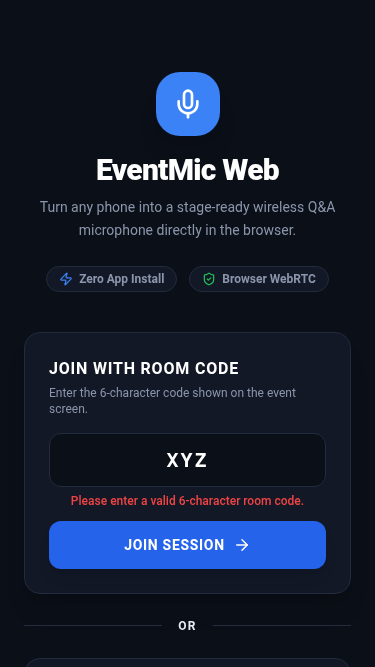 EventMic Web
Turn any phone into a stage-ready wireless Q&A
microphone directly in the browser.
Zero App Install
Browser WebRTC
JOIN WITH ROOM CODE
Enter the 6-character code shown on the event
screen.
XYZ
Please enter a valid 6-character room code.
JOIN SESSION
OR